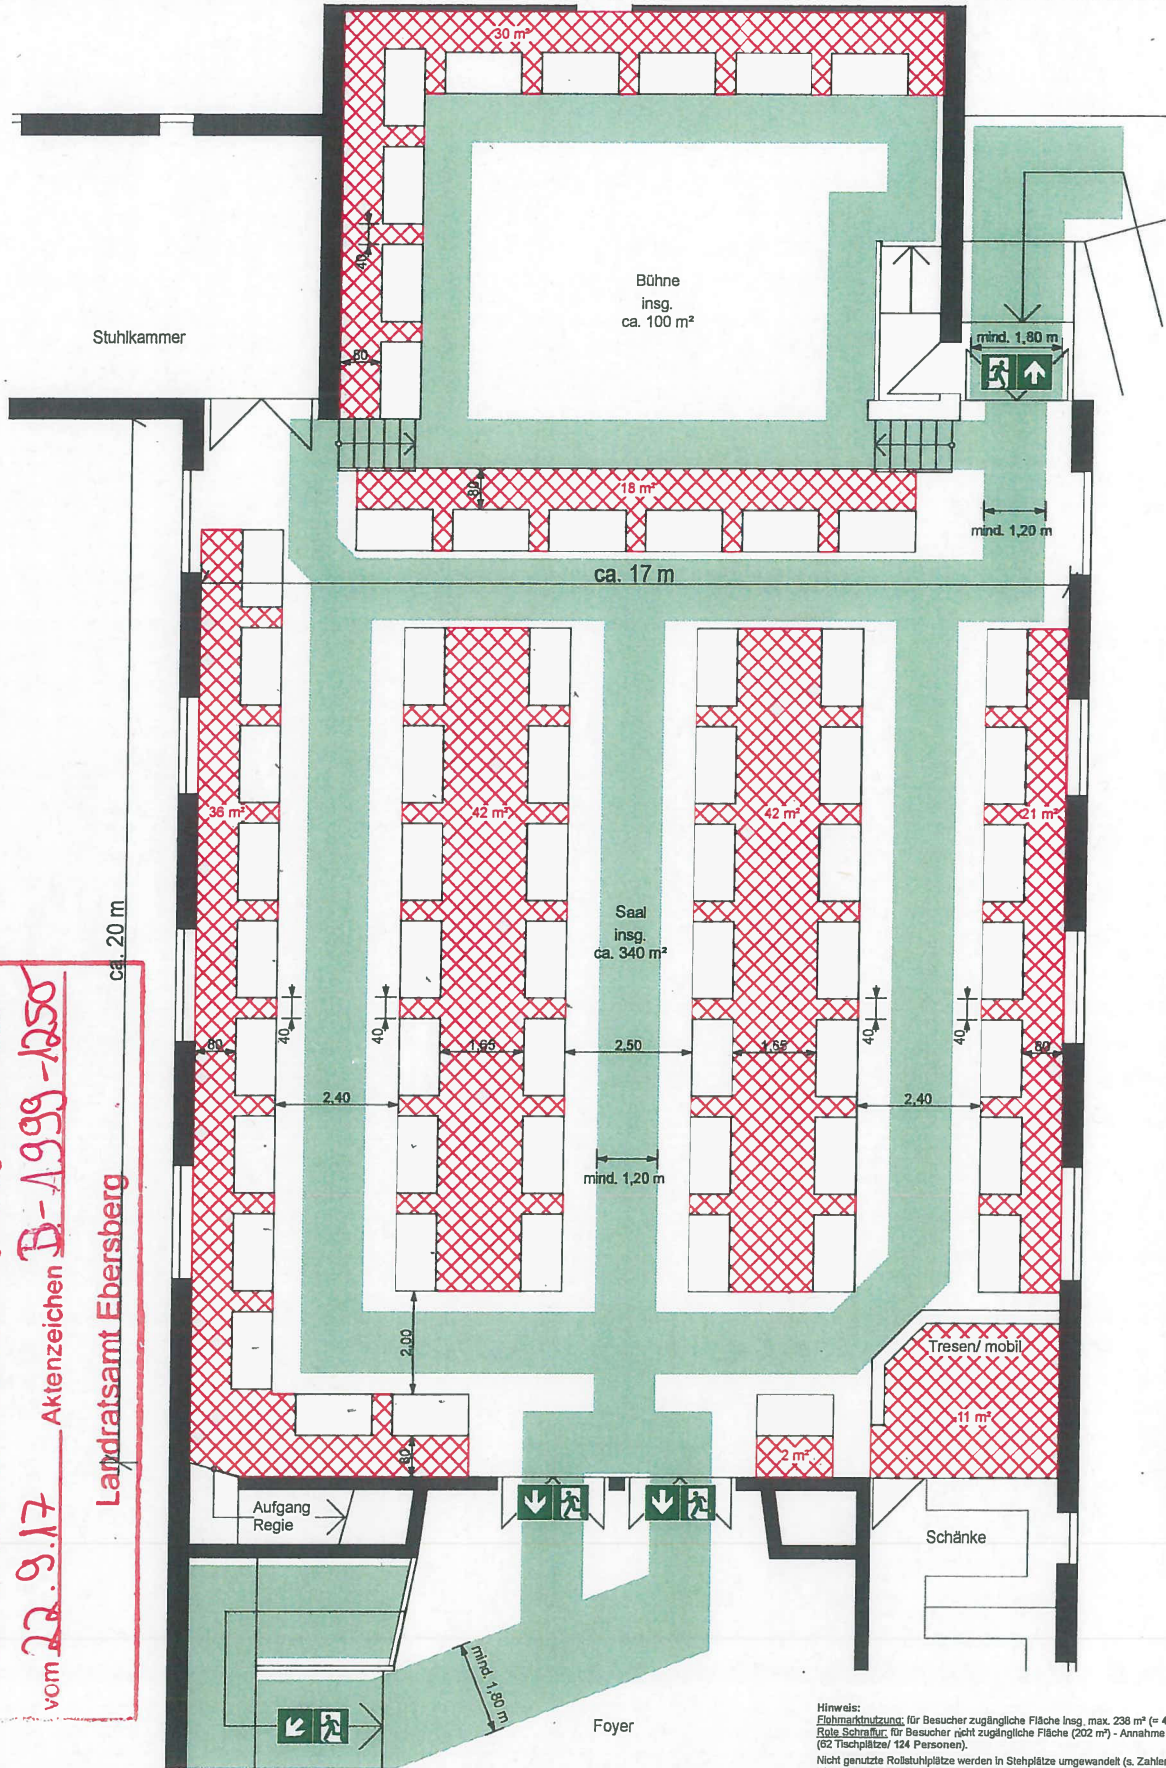 30 m²
40
80
Bühne
insg.
ca. 100 m²
Stuhlkammer
mind. 1,80 m
80
18 m²
mind. 1,20 m
ca. 17 m
36 m²
42 m²
42 m²
21 m²
ca. 20 m
Saal
insg.
ca. 340 m²
40
40
40
40
80
1,65
2,50
1,65
80
2,40
2,40
mind. 1,20 m
2,00
Tresen/ mobil
11 m²
80
2 m²
Aufgang
Regie
Schänke
mind. 1,80 m
Foyer
vom 22.9.17 Aktenzeichen B-1999-1250
Landratsamt Ebersberg
Hinweis:
Flohmarktnutzung: für Besucher zugängliche Fläche insg. max. 238 m² (= 4
Rote Schraffur: für Besucher nicht zugängliche Fläche (202 m²) - Annahme
(62 Tischplätze/ 124 Personen).
Nicht genutzte Rollstuhlplätze werden in Stehplätze umgewandelt (s. Zahlen